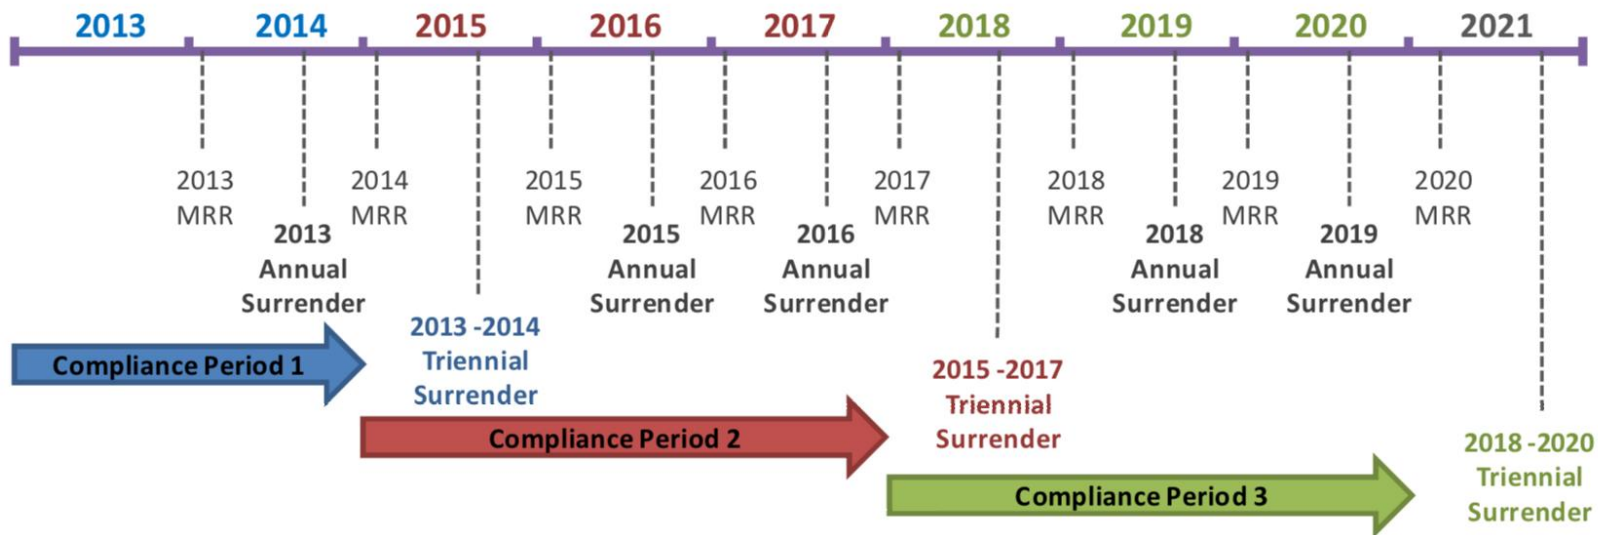 2013 2014 2015 2016 2017 2018 2019 2020 2021
2013
MRR
2013
Annual
Surrender
2014
MRR
2013 -2014
Triennial
Surrender
2015
MRR
2015
Annual
Surrender
2016
MRR
2016
Annual
Surrender
2017
MRR
2015 -2017
Triennial
Surrender
2018
MRR
2018
Annual
Surrender
2019
MRR
2019
Annual
Surrender
2020
MRR
2018 -2020
Triennial
Surrender
Compliance Period 1
Compliance Period 2
Compliance Period 3